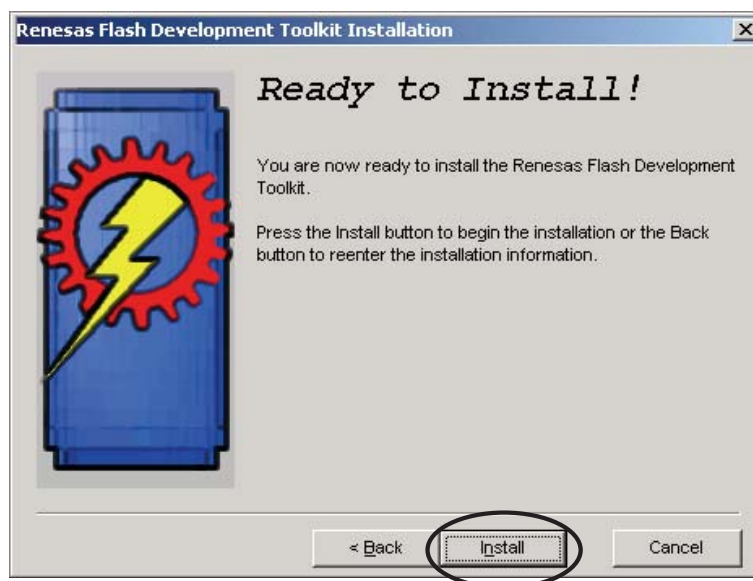 Renesas Flash Development Toolkit Installation
Ready to Install!
You are now ready to install the Renesas Flash Development
Toolkit.
Press the Install button to begin the installation or the Back
button to reenter the installation information.
< Back
Install
Cancel